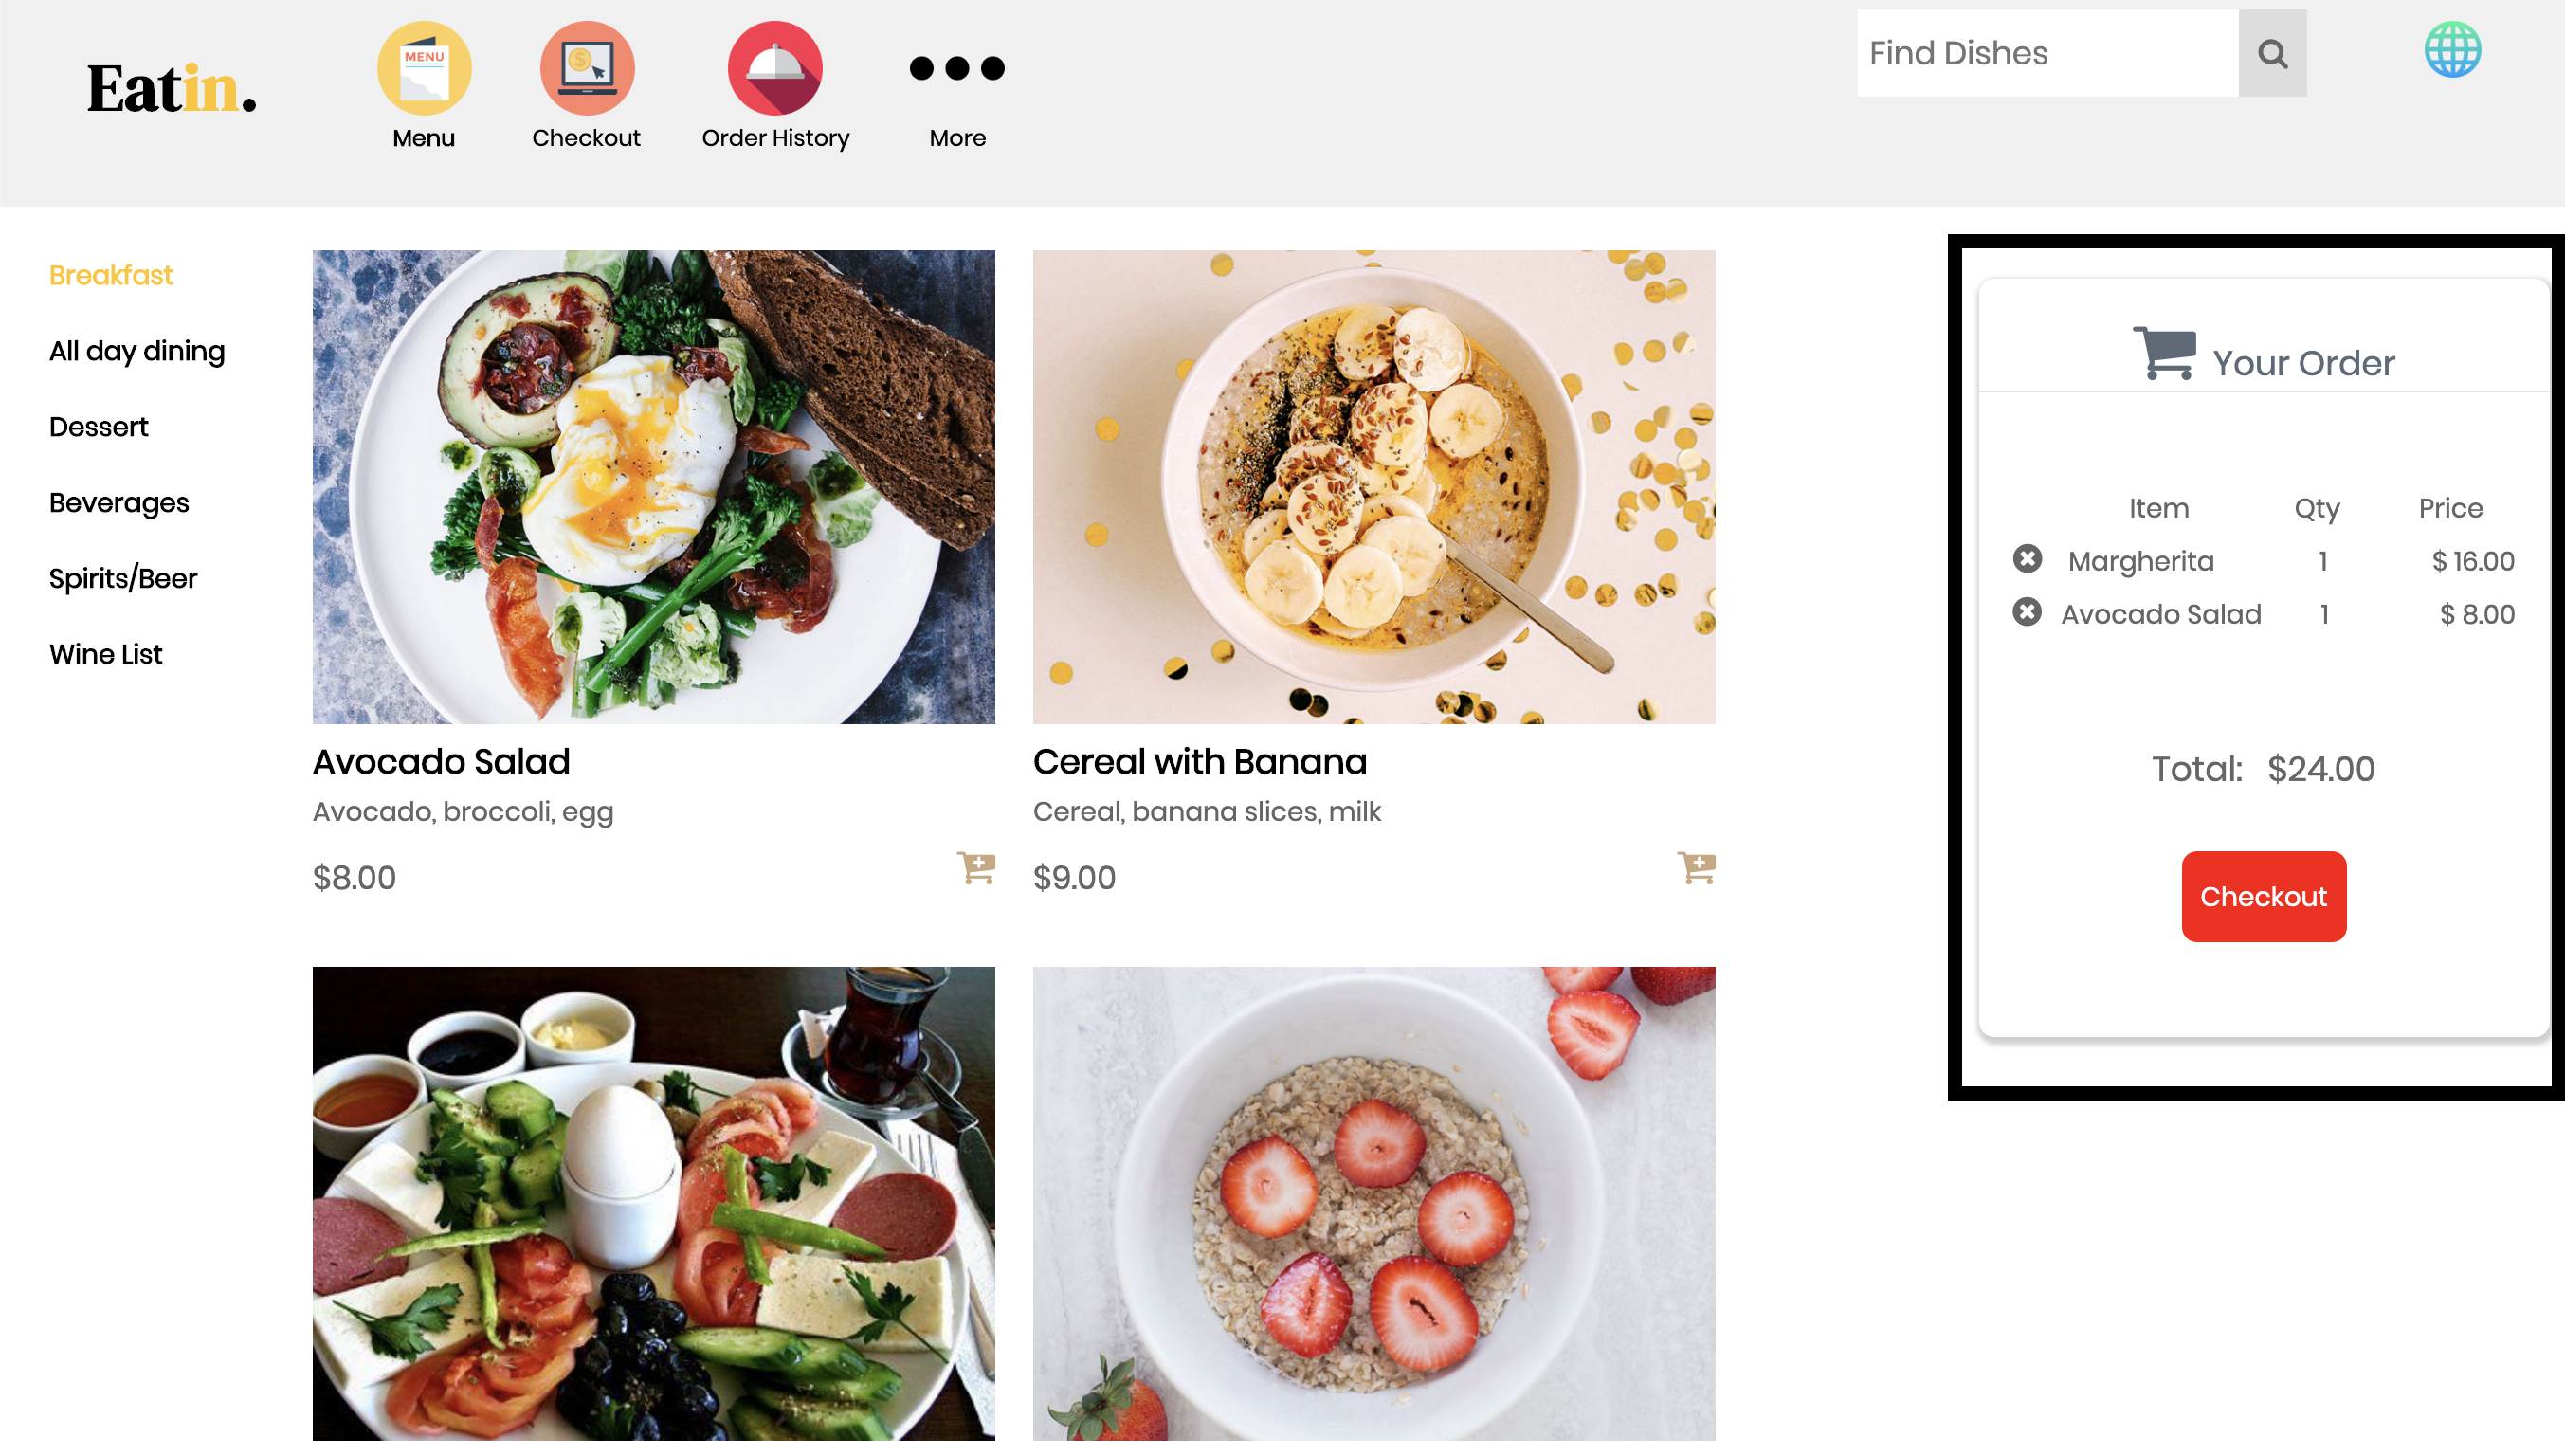 Eatin.
MENU
Menu
Checkout
Order History
More
Find Dishes
Breakfast
All day dining
Dessert
Beverages
Spirits/Beer
Wine List
Avocado Salad
Avocado, broccoli, egg
$8.00
Cereal with Banana
Cereal, banana slices, milk
$9.00
Your Order
Item Qty Price
Margherita 1 $ 16.00
Avocado Salad 1 $ 8.00
Total: $24.00
Checkout